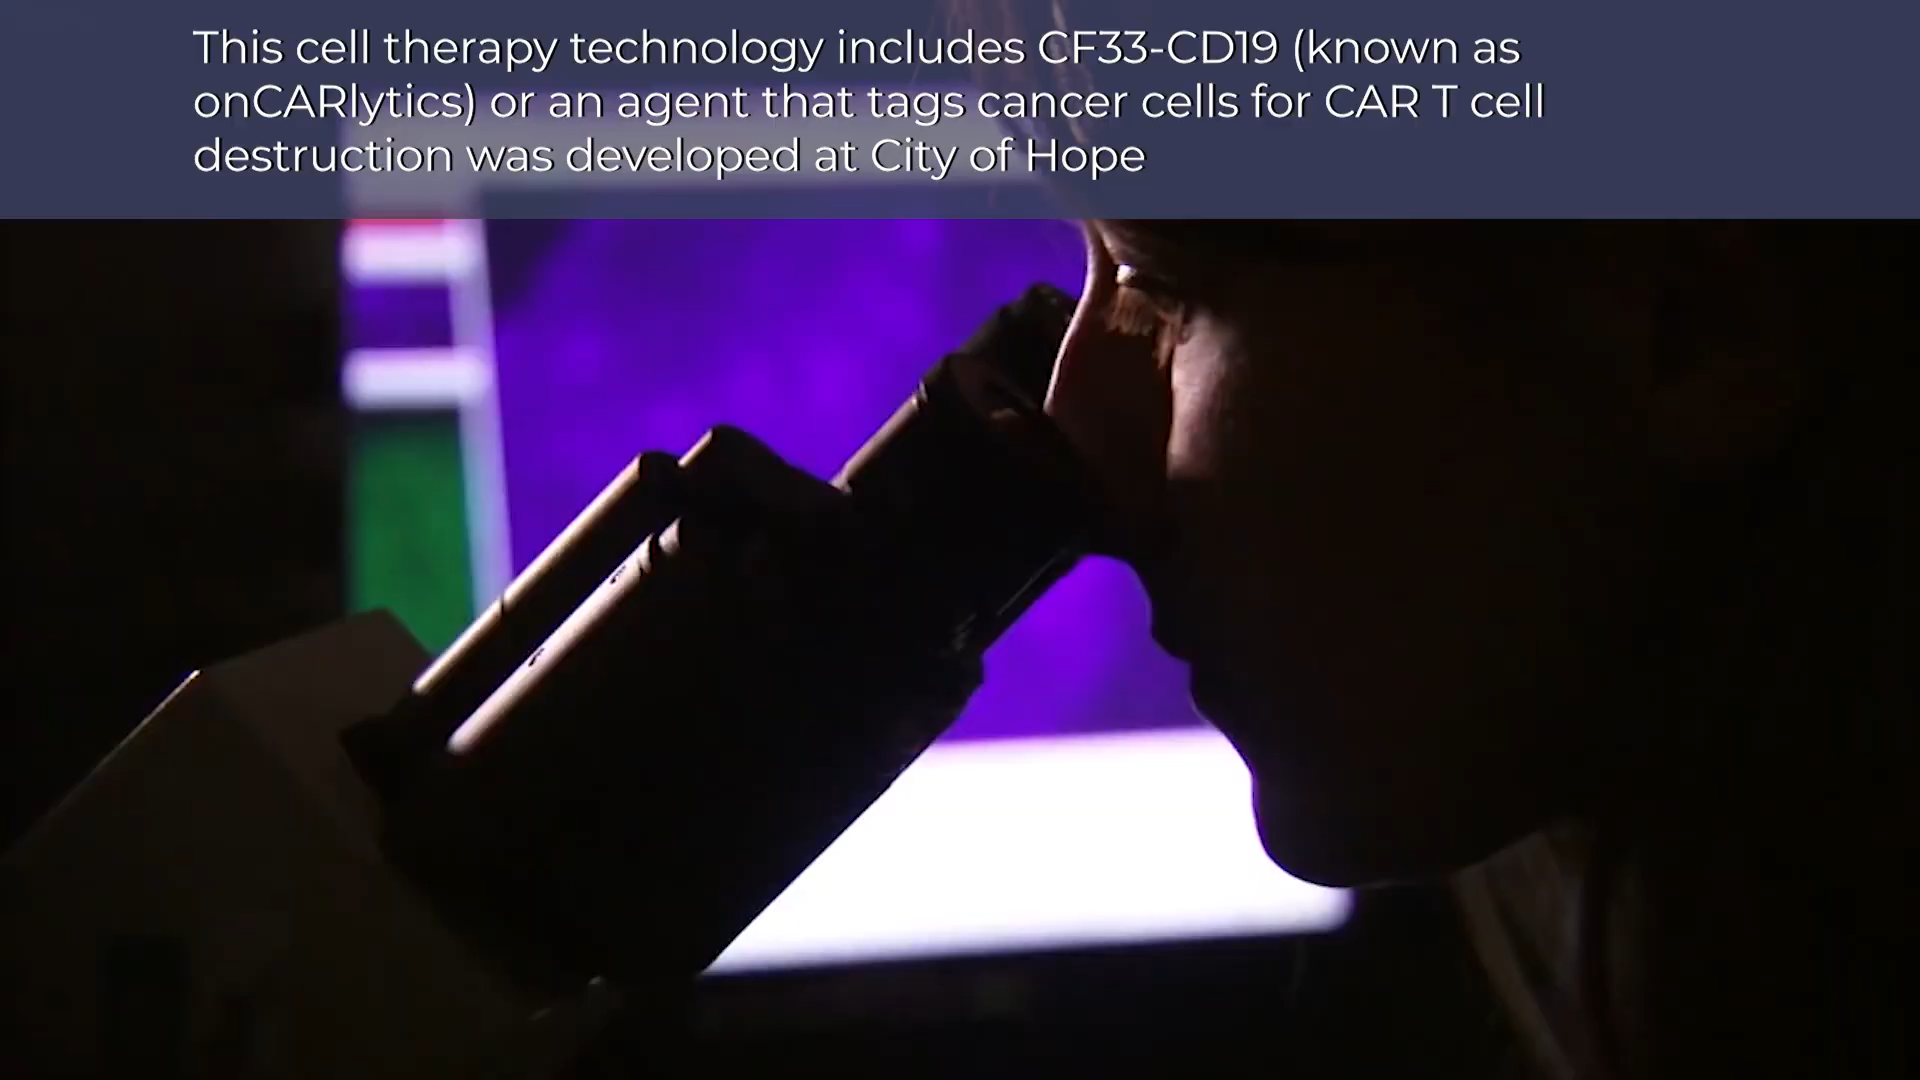 This cell therapy technology includes CF33-CD19 (known as
onCARlytics) or an agent that tags cancer cells for CAR T cell
destruction was developed at City of Hope